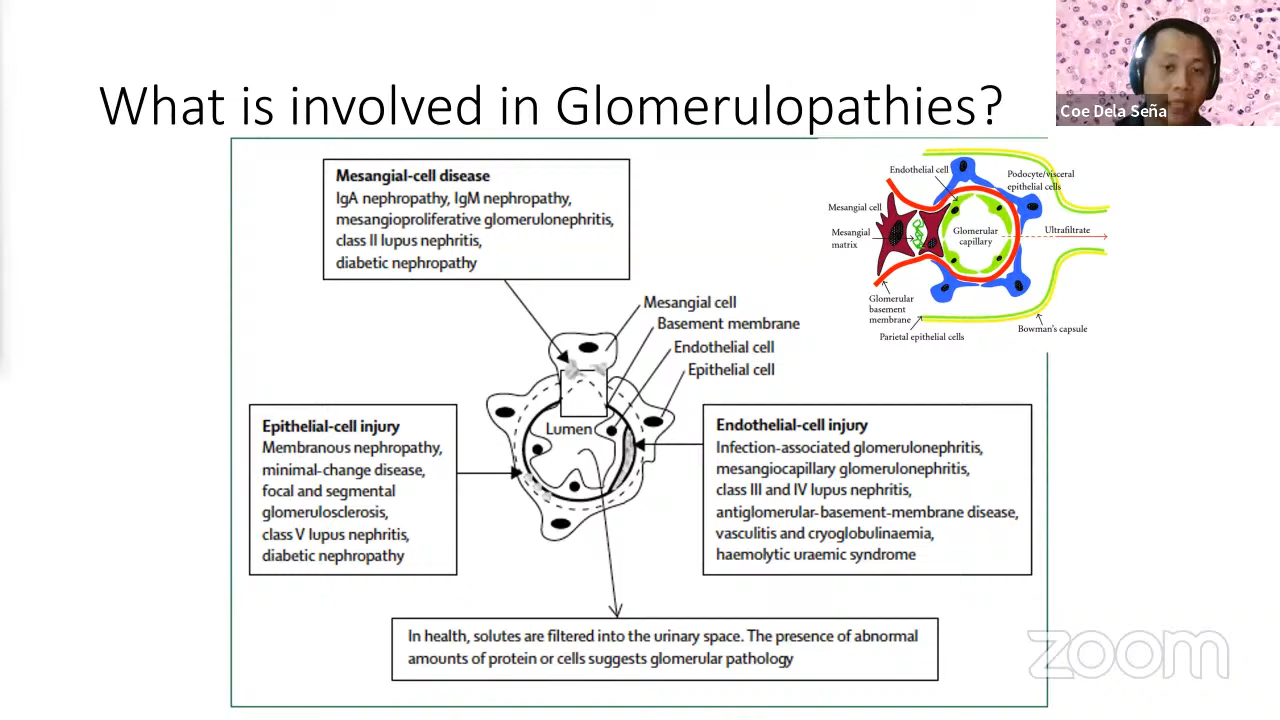 What is involved in Glomerulopathies?
Coe Dela Seña
Mesangial-cell disease
IgA nephropathy, IgM nephropathy,
mesangioproliferative glomerulonephritis,
class II lupus nephritis,
diabetic nephropathy
Endothelial cell
Podocyte/visceral
epithelial cells
Mesangial cell
Mesangial
matrix
Glomerular
capillary
Ultrafiltrate
Glomerular
basement
membrane
Parietal epithelial cells
Bowman's capsule
Mesangial cell
Basement membrane
Endothelial cell
Epithelial cell
Lumen
Epithelial-cell injury
Membranous nephropathy,
minimal-change disease,
focal and segmental
glomerulosclerosis,
class V lupus nephritis,
diabetic nephropathy
Endothelial-cell injury
Infection-associated glomerulonephritis,
mesangiocapillary glomerulonephritis,
class III and IV lupus nephritis,
antiglomerular-basement-membrane disease,
vasculitis and cryoglobulinaemia,
haemolytic uraemic syndrome
In health, solutes are filtered into the urinary space. The presence of abnormal
amounts of protein or cells suggests glomerular pathology
zoom